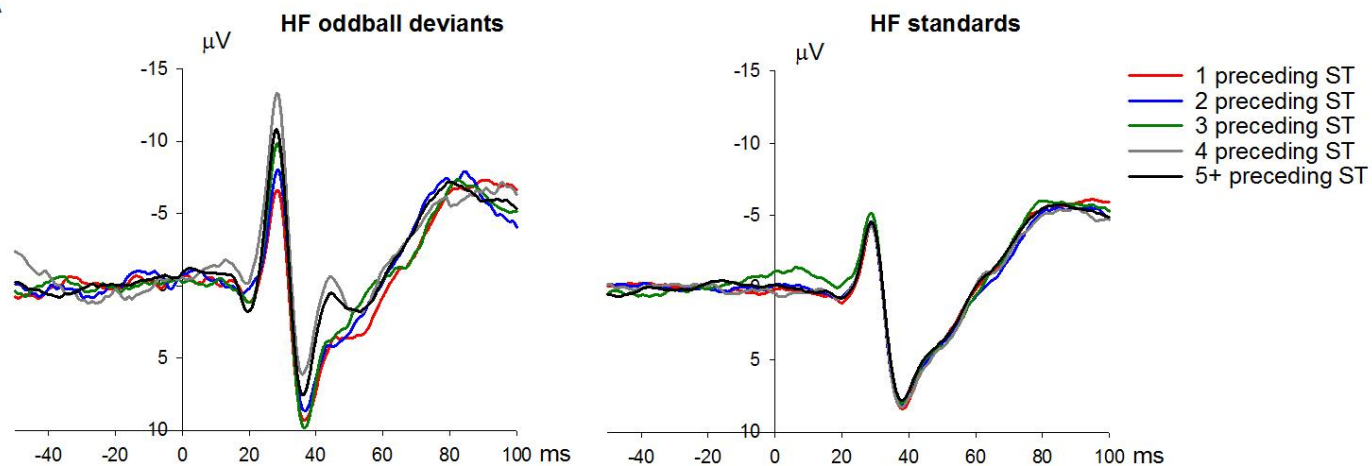 HF oddball deviants
μV
-15
-10
-5
5
10
-40 -20 0 20 40 60 80 100 ms
HF standards
μV
-15
-10
-5
0
5
10
-40 -20 0 20 40 60 80 100 ms
1 preceding ST
2 preceding ST
3 preceding ST
4 preceding ST
5+ preceding ST